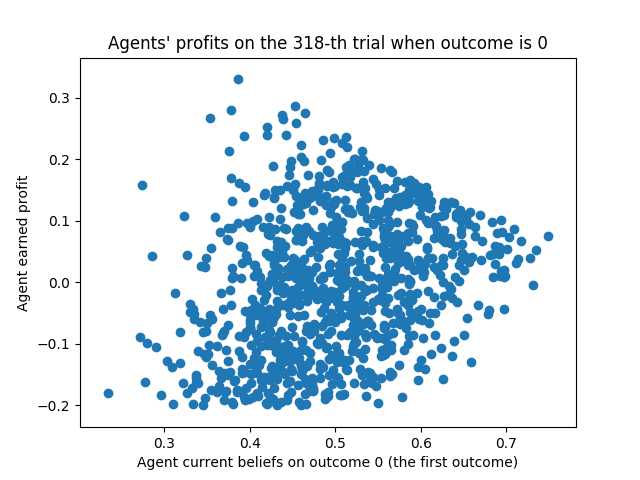 Agents' profits on the 318-th trial when outcome is 0
0.3
0.2
0.1
0.0
−0.1
−0.2
Agent earned profit
0.3 0.4 0.5 0.6 0.7
Agent current beliefs on outcome 0 (the first outcome)